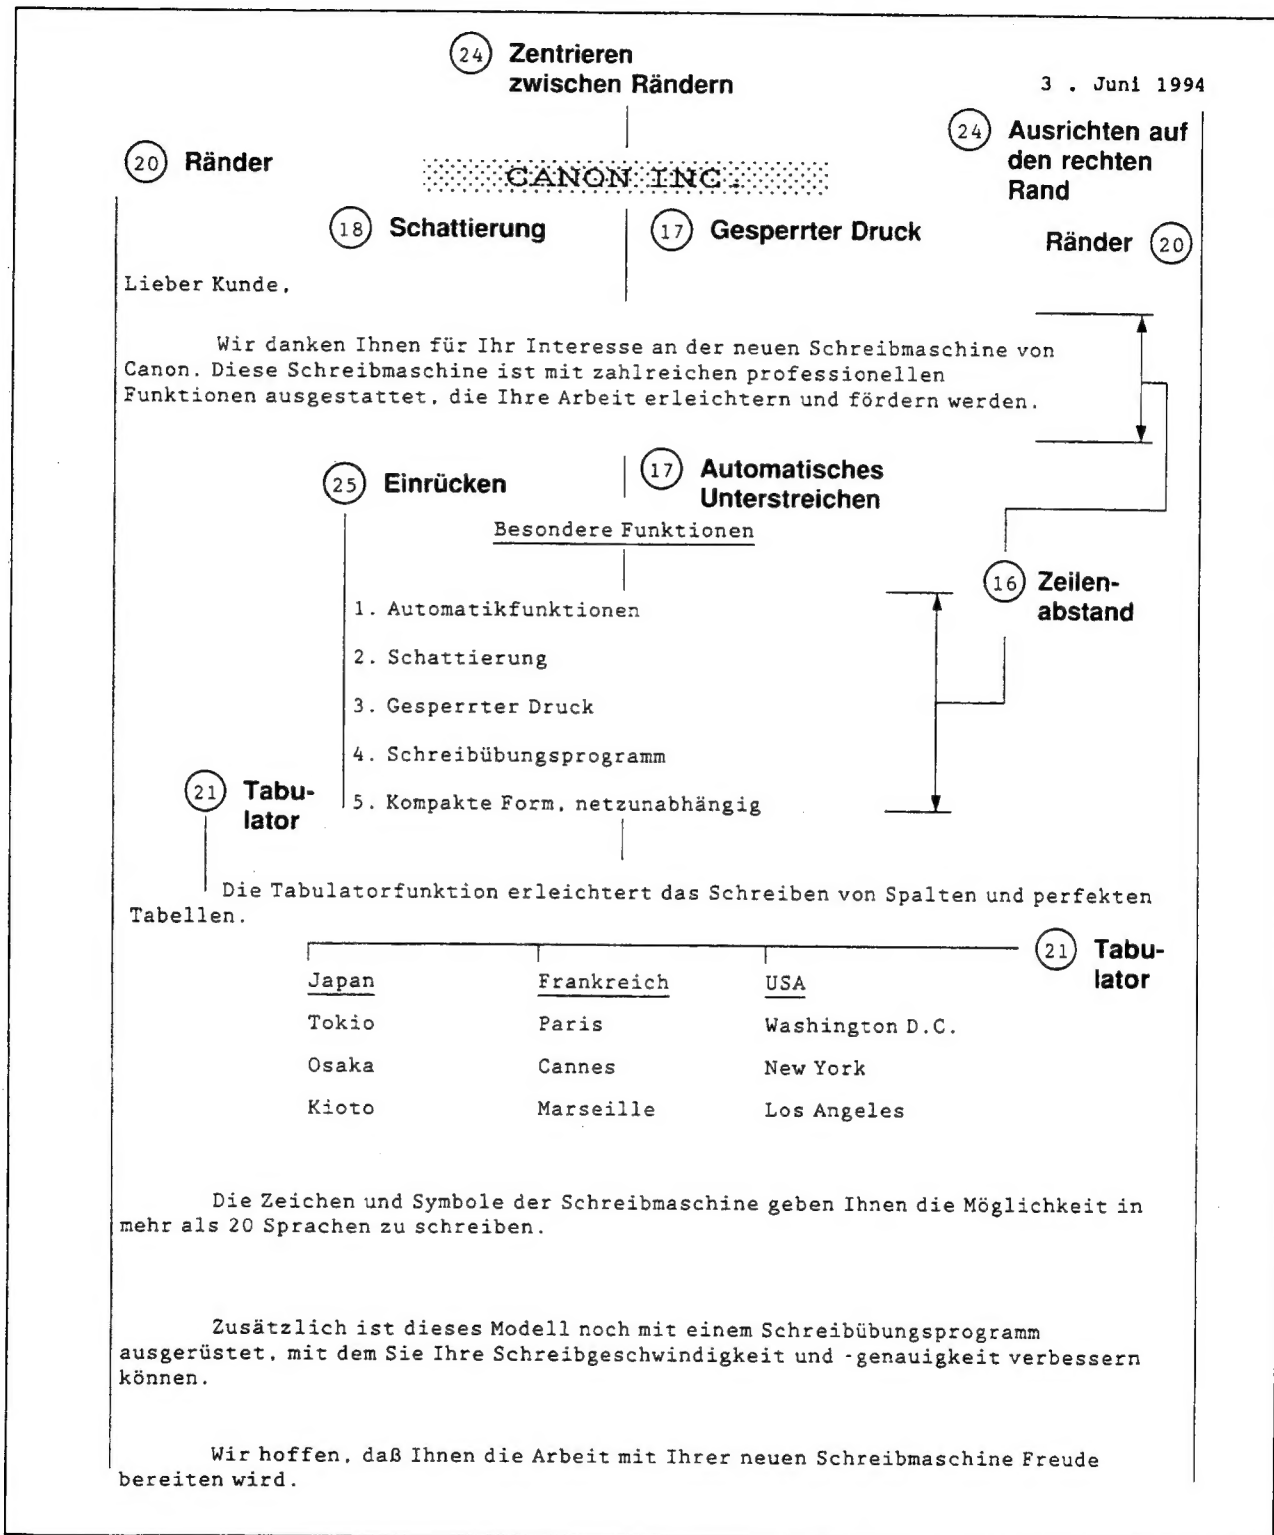 24 Zentrieren
zwischen Rändern
3 . Juni 1994
24 Ausrichten auf
den rechten
Rand
20 Ränder
CANON INC.
18 Schattierung
17 Gesperrter Druck
Ränder 20
Lieber Kunde,
Wir danken Ihnen für Ihr Interesse an der neuen Schreibmaschine von
Canon. Diese Schreibmaschine ist mit zahlreichen professionellen
Funktionen ausgestattet, die Ihre Arbeit erleichtern und fördern werden.
25 Einrücken
17 Automatisches
Unterstreichen
Besondere Funktionen
16 Zeilen-
abstand
1. Automatikfunktionen
2. Schattierung
3. Gesperrter Druck
4. Schreibübungsprogramm
21 Tabu-
lator
5. Kompakte Form, netzunabhängig
Die Tabulatorfunktion erleichtert das Schreiben von Spalten und perfekten
Tabellen.
21 Tabu-
lator
Japan Frankreich USA
Tokio Paris Washington D.C.
Osaka Cannes New York
Kioto Marseille Los Angeles
Die Zeichen und Symbole der Schreibmaschine geben Ihnen die Möglichkeit in
mehr als 20 Sprachen zu schreiben.
Zusätzlich ist dieses Modell noch mit einem Schreibübungsprogramm
ausgerüstet, mit dem Sie Ihre Schreibgeschwindigkeit und -genauigkeit verbessern
können.
Wir hoffen, daß Ihnen die Arbeit mit Ihrer neuen Schreibmaschine Freude
bereiten wird.